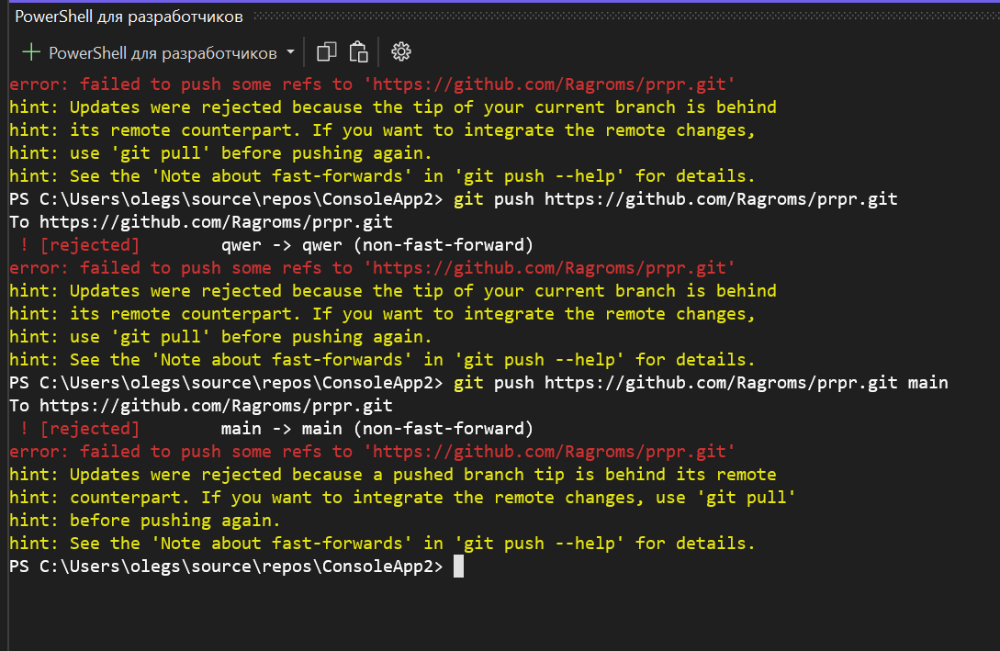 PowerShell для разработчиков
PowerShell для разработчиков
error: failed to push some refs to 'https://github.com/Ragroms/prpr.git'
hint: Updates were rejected because the tip of your current branch is behind
hint: its remote counterpart. If you want to integrate the remote changes,
hint: use 'git pull' before pushing again.
hint: See the 'Note about fast-forwards' in 'git push --help' for details.
PS C:\Users\olegs\source\repos\ConsoleApp2> git push https://github.com/Ragroms/prpr.git
To https://github.com/Ragroms/prpr.git
 ! [rejected]        qwer -> qwer (non-fast-forward)
error: failed to push some refs to 'https://github.com/Ragroms/prpr.git'
hint: Updates were rejected because the tip of your current branch is behind
hint: its remote counterpart. If you want to integrate the remote changes,
hint: use 'git pull' before pushing again.
hint: See the 'Note about fast-forwards' in 'git push --help' for details.
PS C:\Users\olegs\source\repos\ConsoleApp2> git push https://github.com/Ragroms/prpr.git main
To https://github.com/Ragroms/prpr.git
 ! [rejected]        main -> main (non-fast-forward)
error: failed to push some refs to 'https://github.com/Ragroms/prpr.git'
hint: Updates were rejected because a pushed branch tip is behind its remote
hint: counterpart. If you want to integrate the remote changes, use 'git pull'
hint: before pushing again.
hint: See the 'Note about fast-forwards' in 'git push --help' for details.
PS C:\Users\olegs\source\repos\ConsoleApp2>